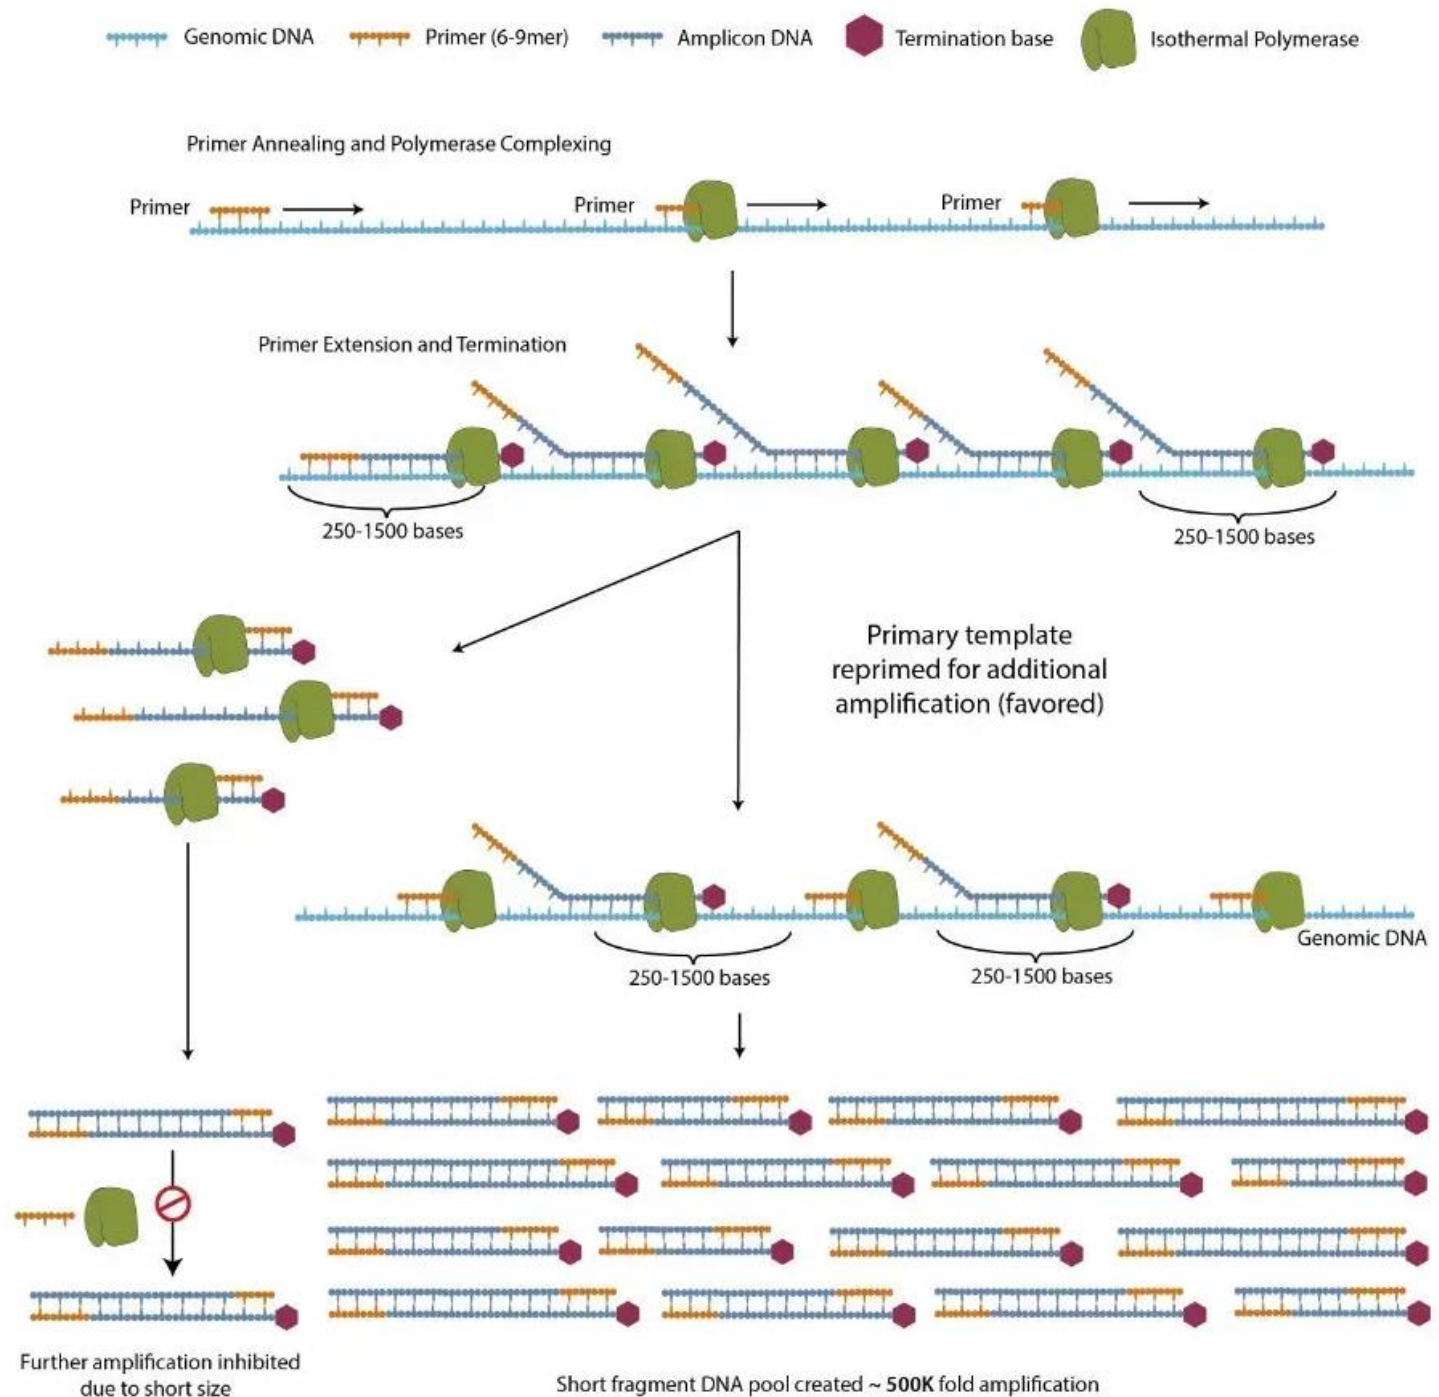 Genomic DNA
Primer (6-9mer)
Amplicon DNA
Termination base
Isothermal Polymerase
Primer Annealing and Polymerase Complexing
Primer
Primer
Primer
Primer Extension and Termination
250-1500 bases
250-1500 bases
Primary template
reprimed for additional
amplification (favored)
Genomic DNA
250-1500 bases
250-1500 bases
Further amplification inhibited
due to short size
Short fragment DNA pool created ~ 500K fold amplification